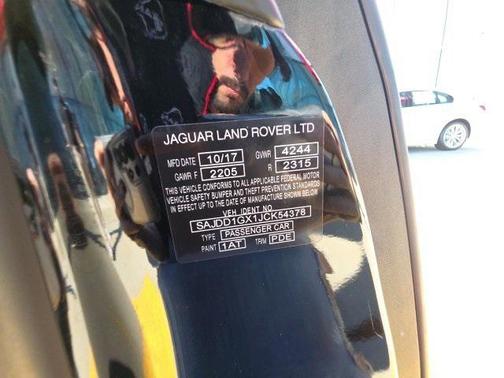 JAGUAR LAND ROVER LTD
MFD DATE 10/17 GVWR 4244
GAWR F 2205 R 2315
THIS VEHICLE CONFORMS TO ALL APPLICABLE FEDERAL MOTOR
VEHICLE SAFETY BUMPER AND THEFT PREVENTION STANDARDS
IN EFFECT UP TO THE DATE OF MANUFACTURE SHOWN BELOW
VEH IDENT NO
SAJDD1GX1JCK54378
TYPE PASSENGER CAR
PAINT 1AT TRM PDE